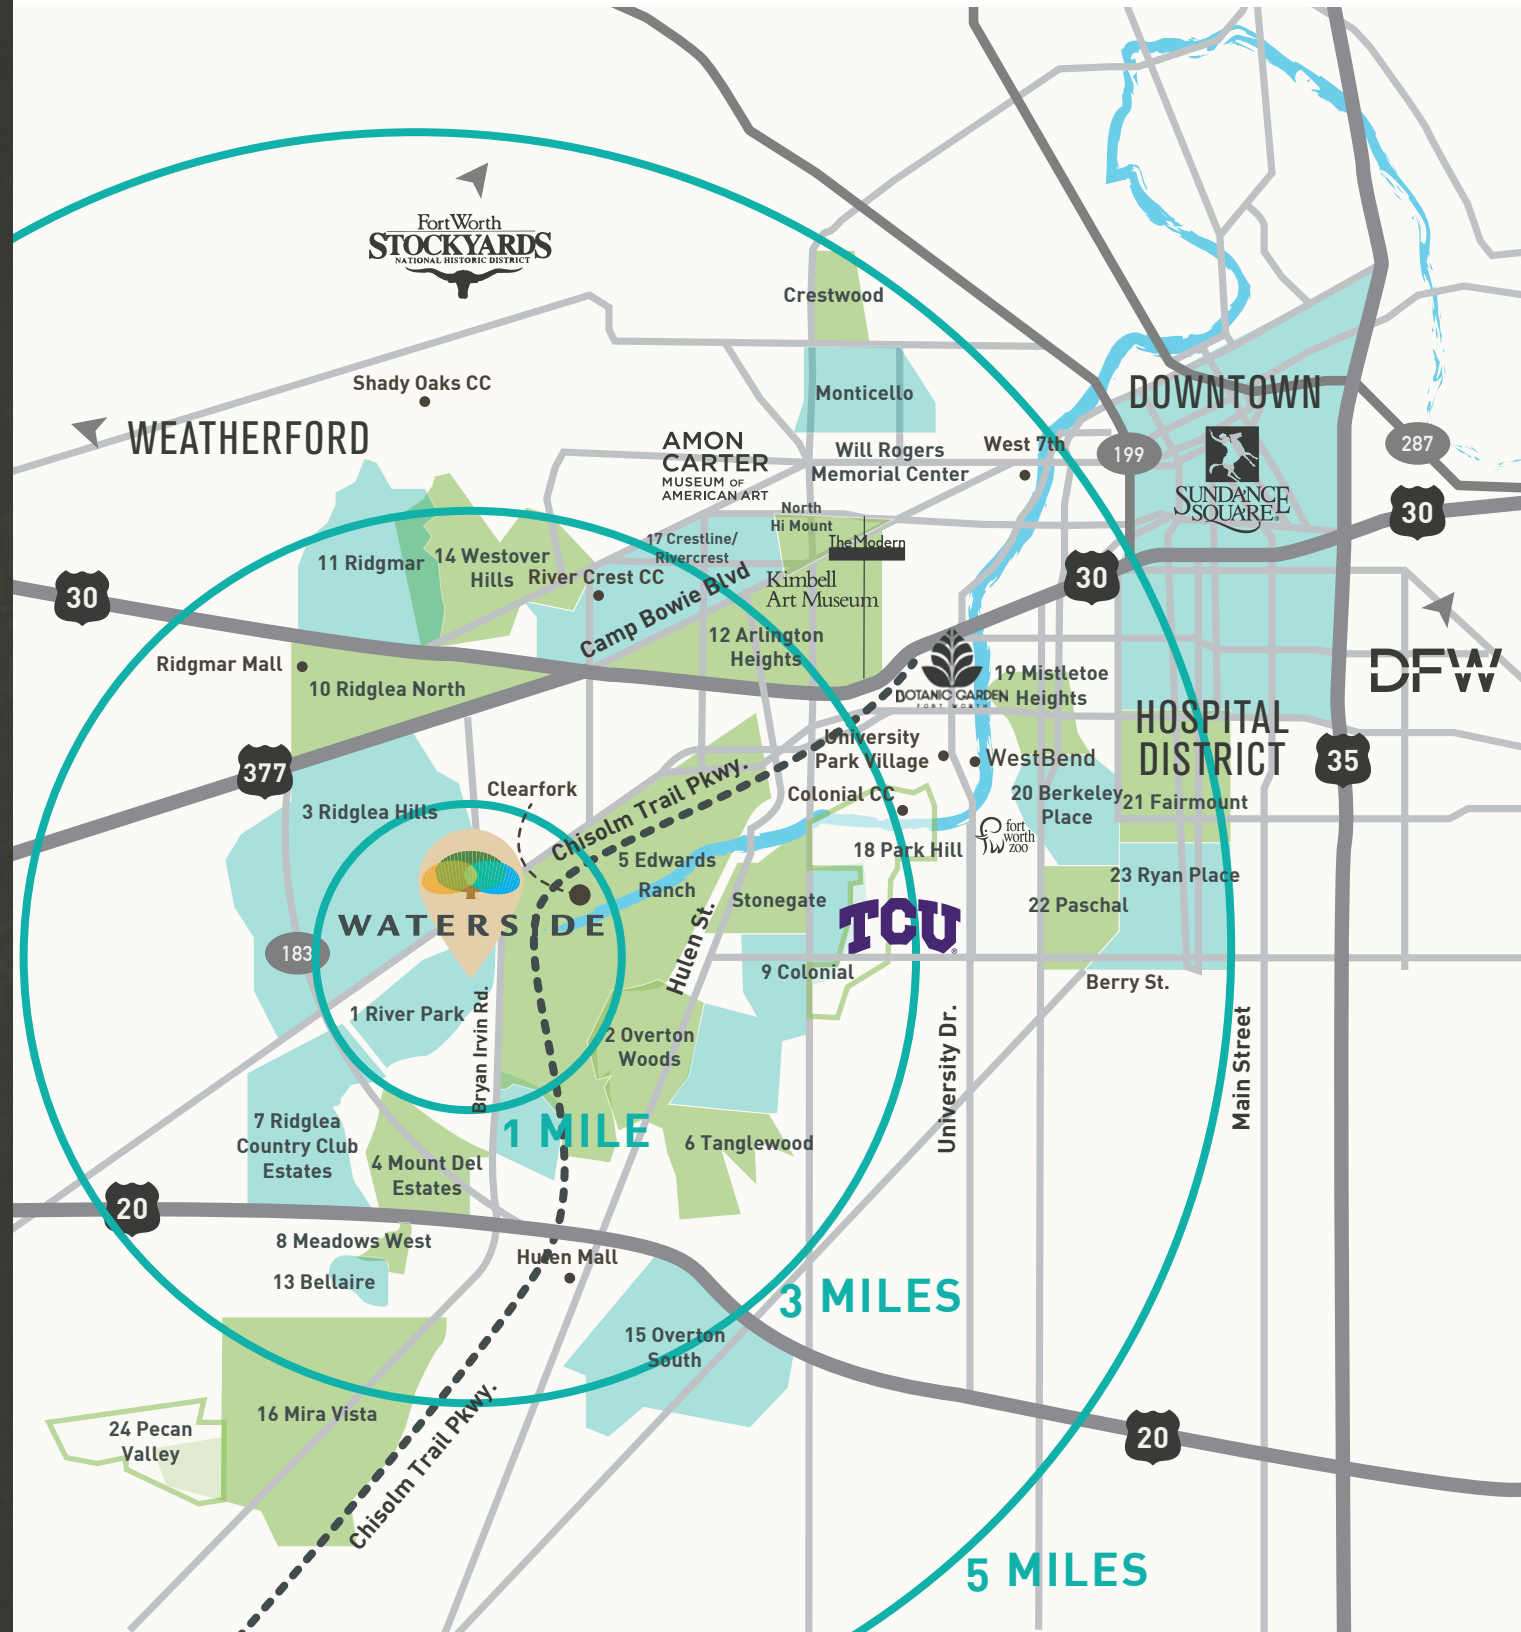 Fort Worth
STOCKYARDS
NATIONAL HISTORIC DISTRICT
Crestwood
Shady Oaks CC
Monticello
DOWNTOWN
WEATHERFORD
AMON
CARTER
MUSEUM OF
AMERICAN ART
Will Rogers
Memorial Center
West 7th
199
287
SUNDANCE
SQUARE
30
North
Hi Mount
17 Crestline/
Rivercrest
The Modern
11 Ridgmar
14 Westover
Hills
River Crest CC
Camp Bowie Blvd
Kimbell
Art Museum
30
30
12 Arlington
Heights
Ridgmar Mall
10 Ridglea North
BOTANIC GARDEN
FORT WORTH
19 Mistletoe
Heights
DFW
HOSPITAL
DISTRICT
University
Park Village
WestBend
377
35
Clearfork
Chisolm Trail Pkwy.
Colonial CC
20 Berkeley
Place
21 Fairmount
3 Ridglea Hills
fort
worth
zoo
5 Edwards
Ranch
18 Park Hill
23 Ryan Place
Stonegate
22 Paschal
WATERSIDE
TCU
183
Hulen St.
9 Colonial
Berry St.
1 River Park
Bryan Irvin Rd.
2 Overton
Woods
University Dr.
Main Street
7 Ridglea
Country Club
Estates
1 MILE
6 Tanglewood
4 Mount Del
Estates
20
8 Meadows West
Hulen Mall
13 Bellaire
3 MILES
15 Overton
South
16 Mira Vista
24 Pecan
Valley
Chisolm Trail Pkwy.
20
5 MILES